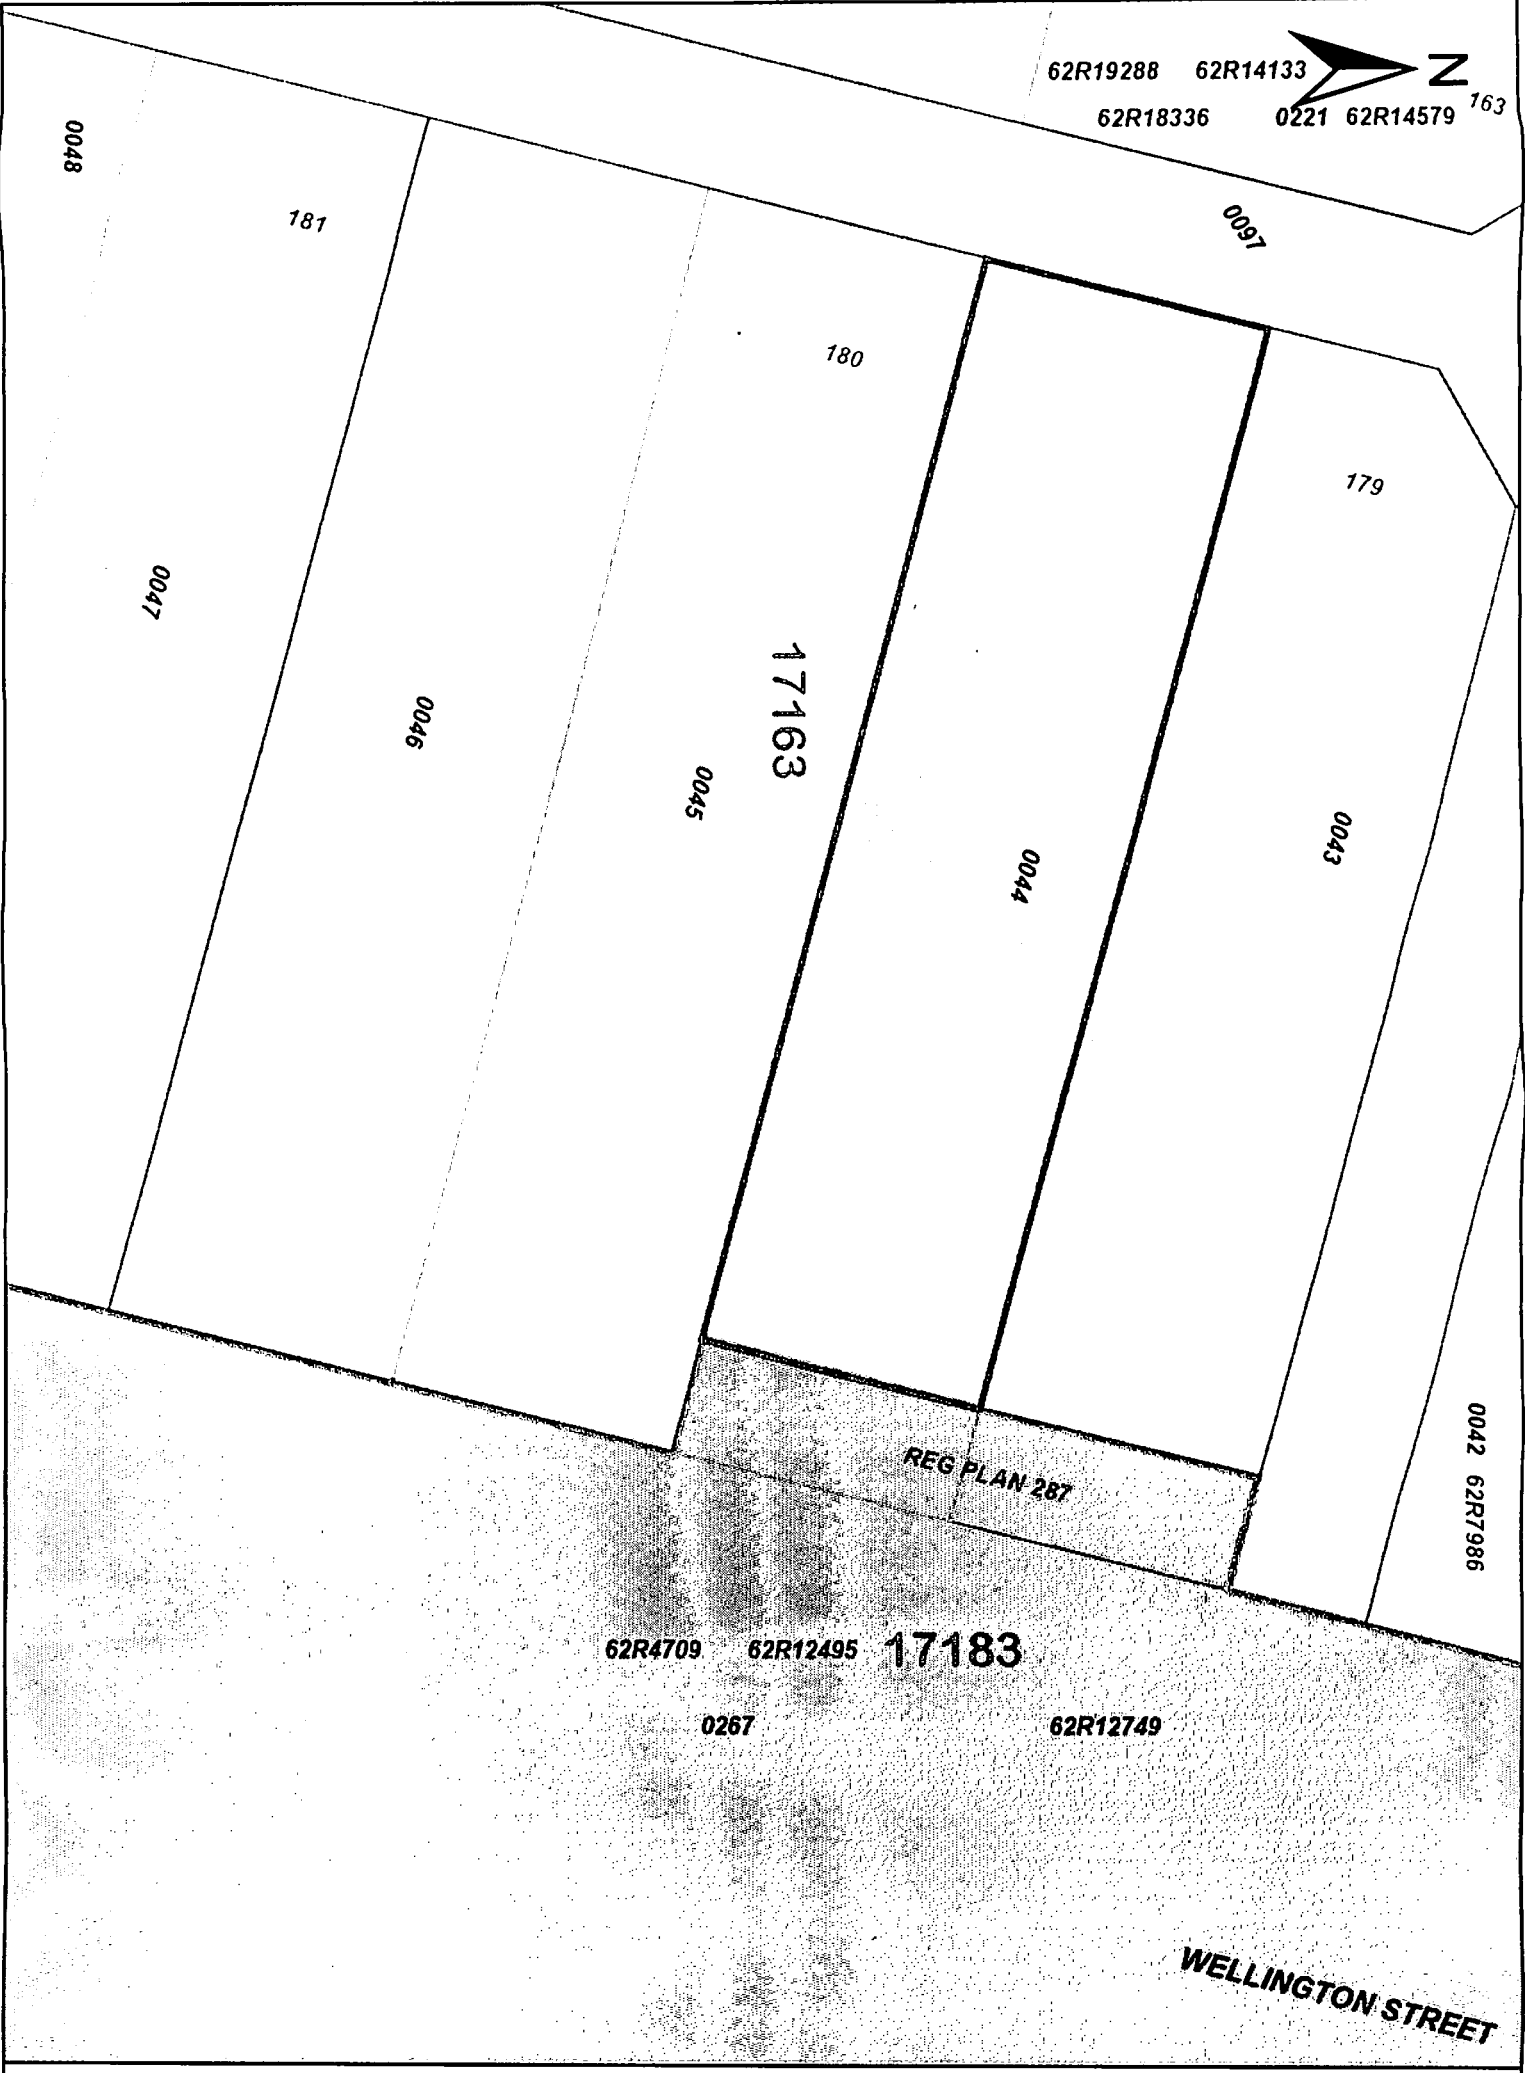 62R19288 62R14133 N
62R18336 0221 62R14579 163
0048
181
0097
180
179
0047
17163
0046
0045
0044
0043
0042 62R7986
REG PLAN 287
62R4709 62R12495 17183
0267 62R12749
WELLINGTON STREET